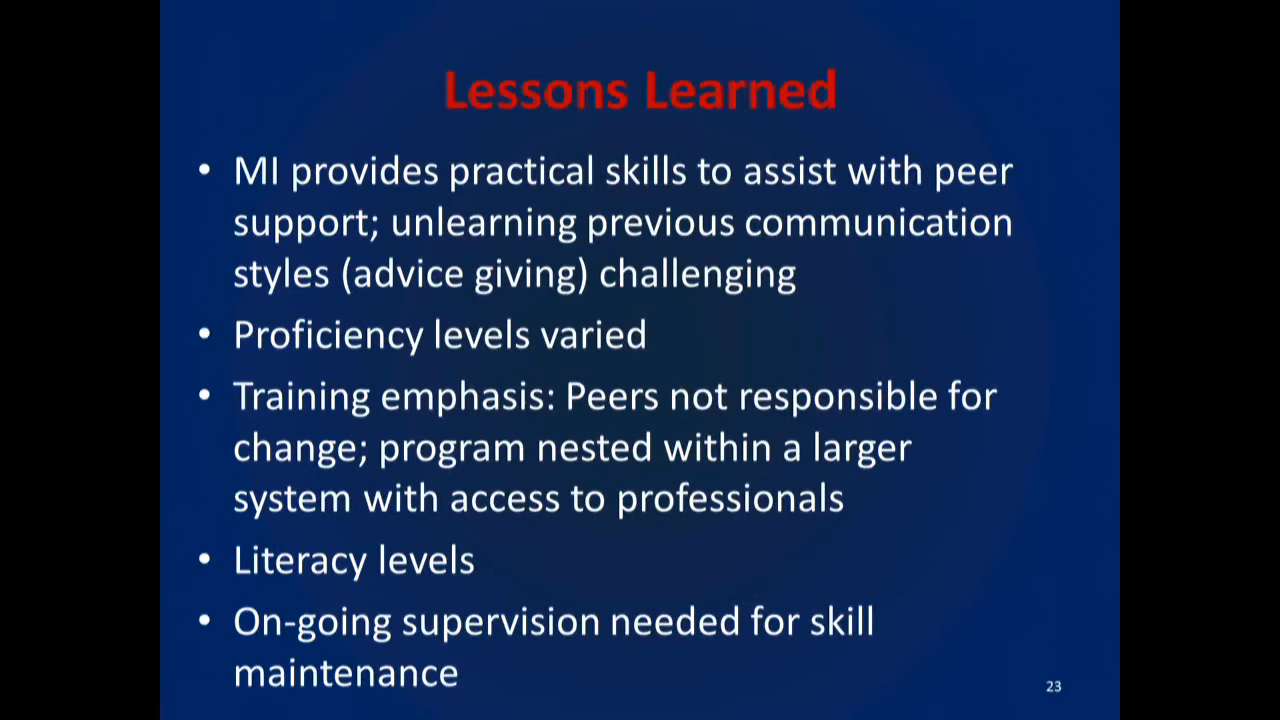 Lessons Learned
• MI provides practical skills to assist with peer
support; unlearning previous communication
styles (advice giving) challenging
• Proficiency levels varied
• Training emphasis: Peers not responsible for
change; program nested within a larger
system with access to professionals
• Literacy levels
• On-going supervision needed for skill
maintenance
23